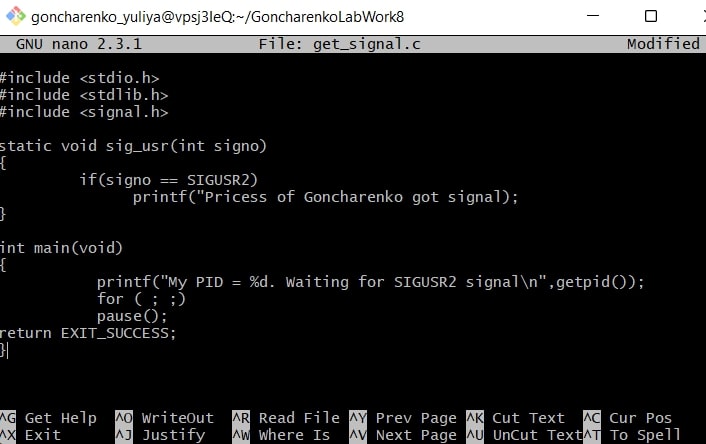 goncharenko_yuliya@vpsj3IeQ:~/GoncharenkoLabWork8
GNU nano 2.3.1 File: get_signal.c Modified
#include <stdio.h>
#include <stdlib.h>
#include <signal.h>
static void sig_usr(int signo)
{
if(signo == SIGUSR2)
printf("Pricess of Goncharenko got signal);
}
int main(void)
{
printf("My PID = %d. Waiting for SIGUSR2 signal\n",getpid());
for ( ; ;)
pause();
return EXIT_SUCCESS;
}
^G Get Help ^O WriteOut ^R Read File ^Y Prev Page ^K Cut Text ^C Cur Pos
^X Exit ^J Justify ^W Where Is ^V Next Page ^U UnCut Text ^T To Spell